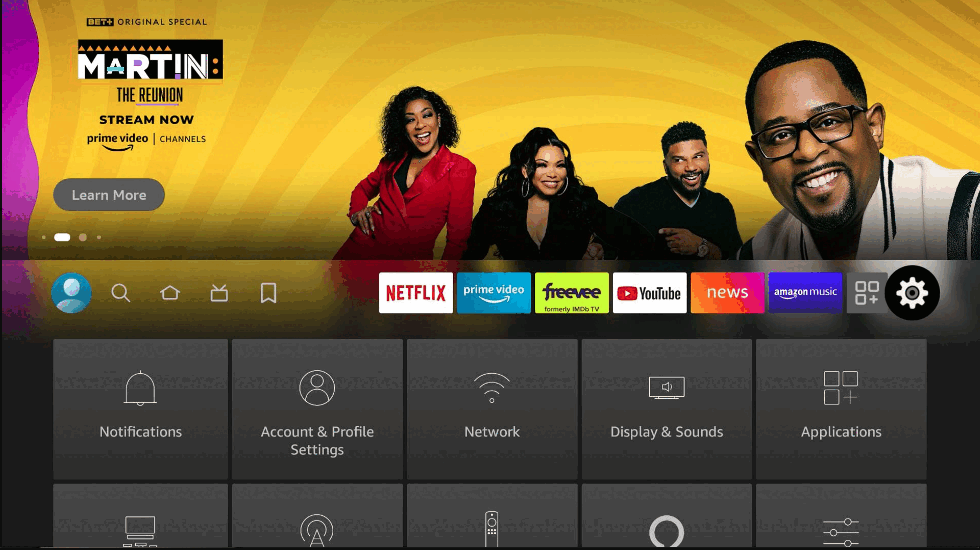 BET+ ORIGINAL SPECIAL
MARTIN:
THE REUNION
STREAM NOW
prime video | CHANNELS
Learn More
NETFLIX
prime video
freevee
formerly IMDb TV
YouTube
news
amazon music
Notifications
Account & Profile
Settings
Network
Display & Sounds
Applications